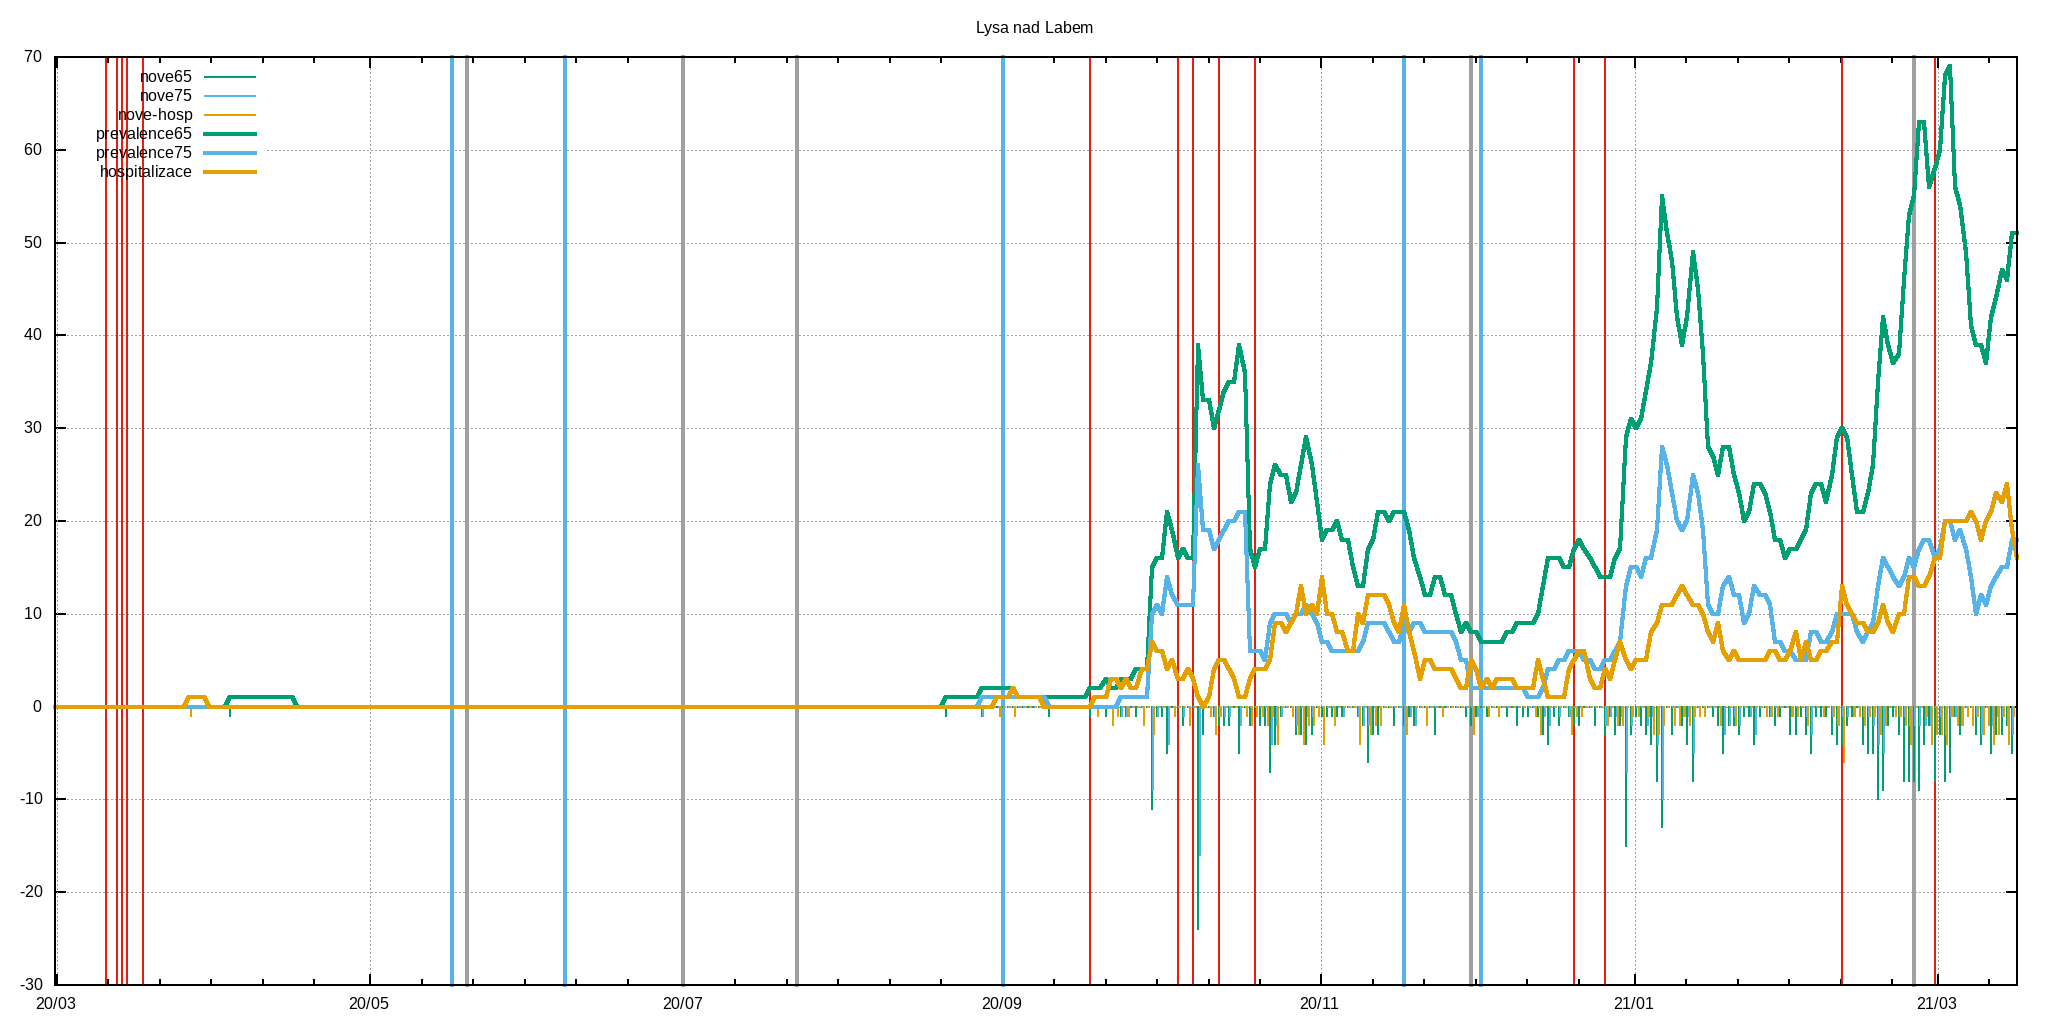 Lysa nad Labem
70
60
50
40
30
20
10
0
-10
-20
-30
nove65
nove75
nove-hosp
prevalence65
prevalence75
hospitalizace
20/03 20/05 20/07 20/09 20/11 21/01 21/03